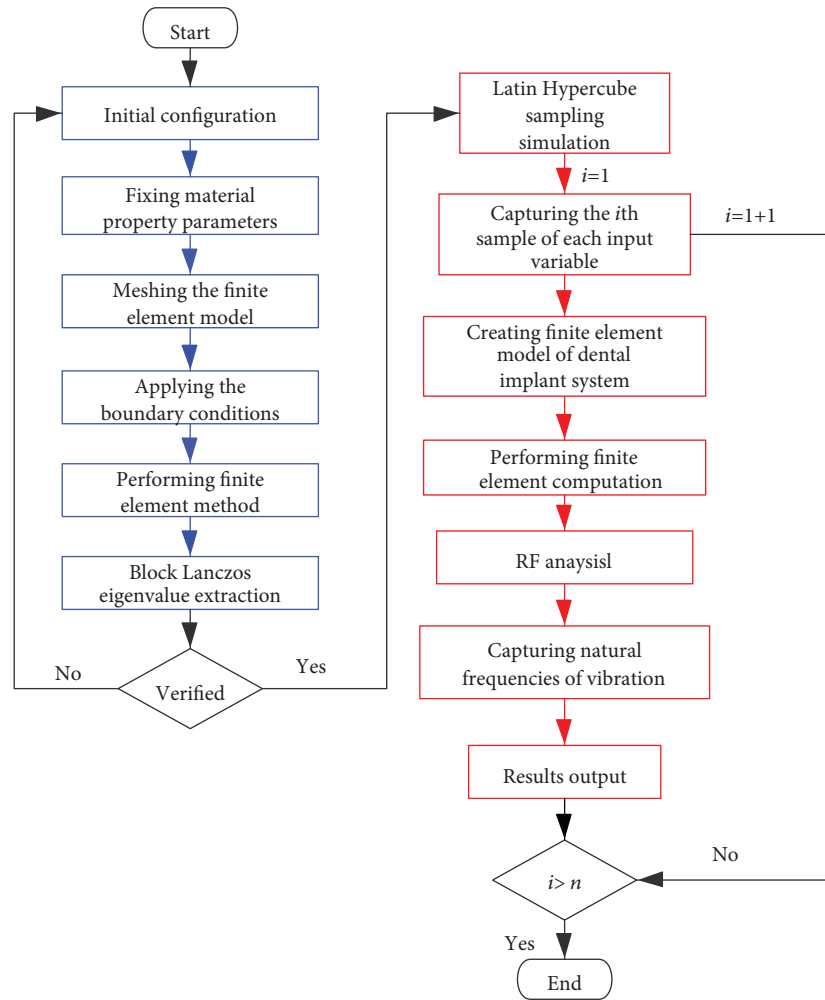 Start
Initial configuration
Fixing material
property parameters
Meshing the finite
element model
Applying the
boundary conditions
Performing finite
element method
Block Lanczos
eigenvalue extraction
Verified
No
Yes
Latin Hypercube
sampling
simulation
i=1
Capturing the ith
sample of each input
variable
i=1+1
Creating finite element
model of dental
implant system
Performing finite
element computation
RF anaysisl
Capturing natural
frequencies of vibration
Results output
i> n
No
Yes
End